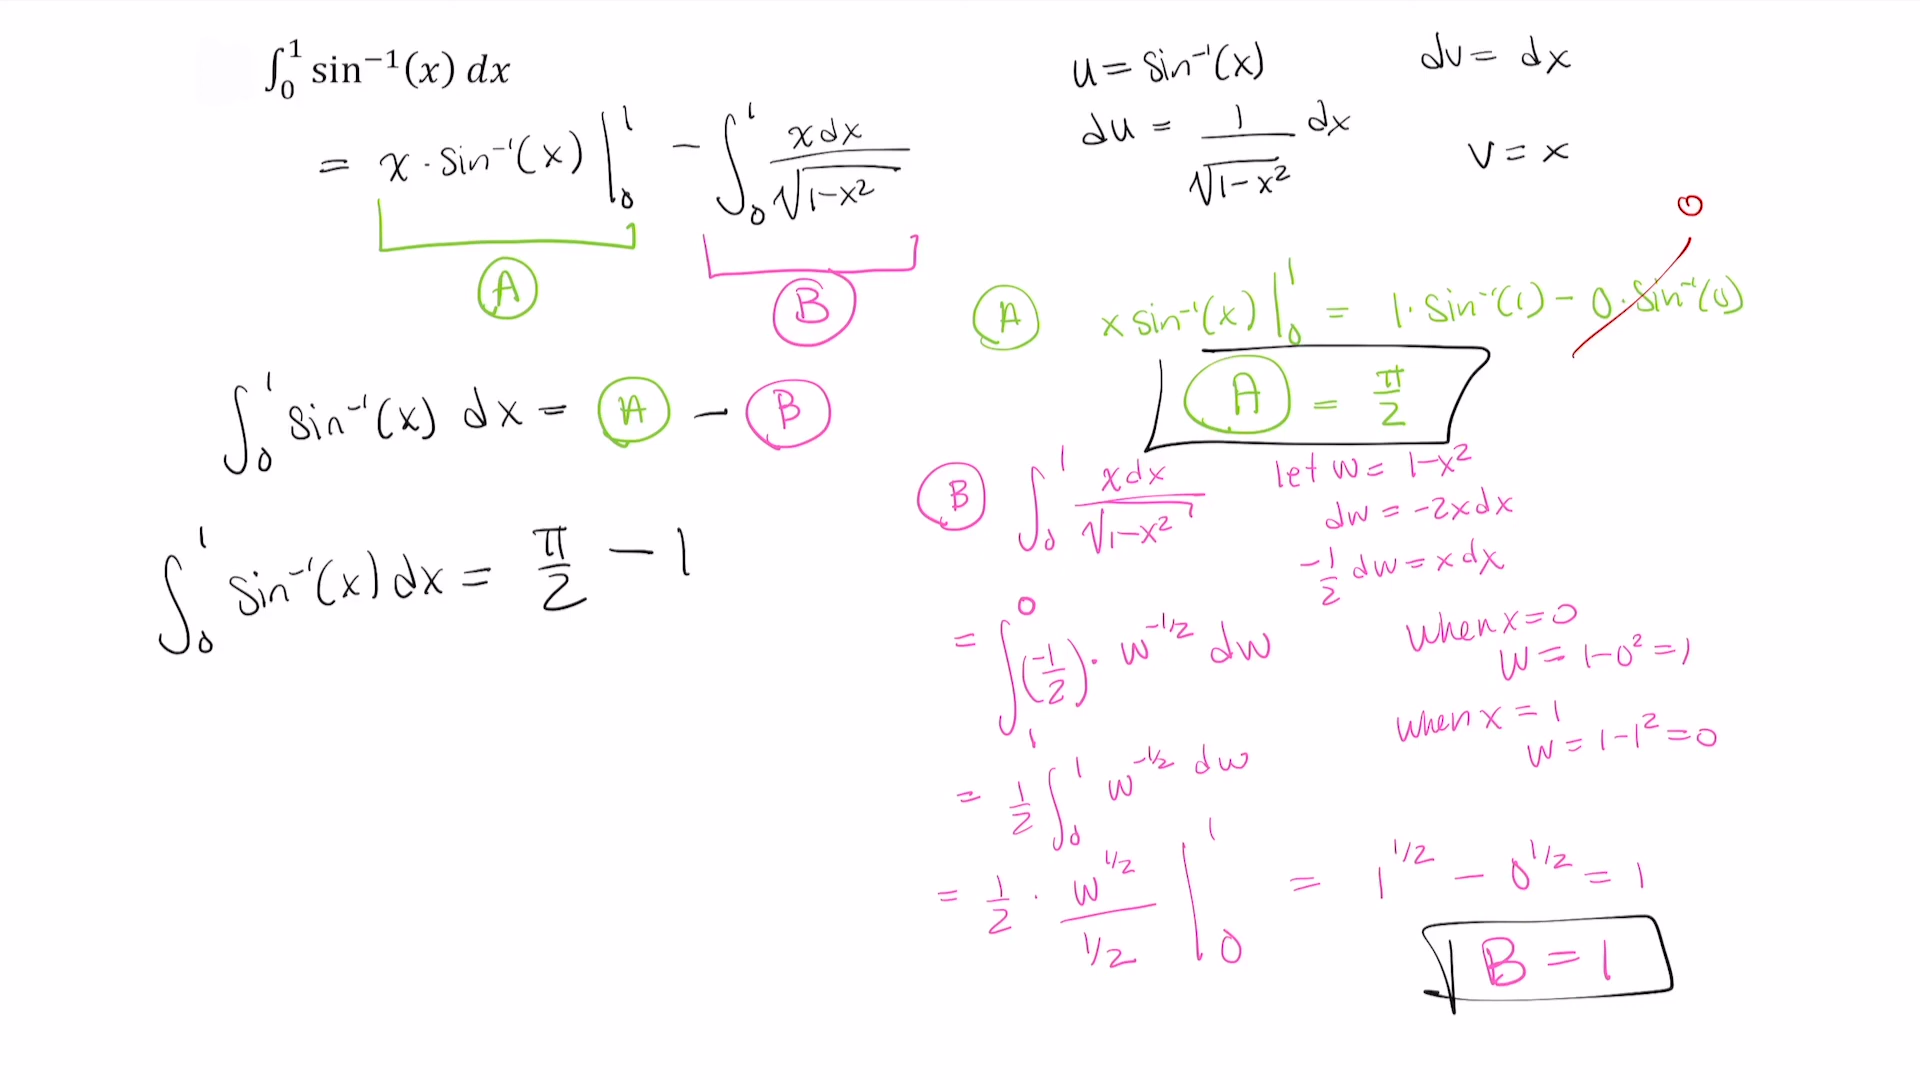 ∫₀¹ sin⁻¹(x) dx
= x · sin⁻¹(x) |₀¹ − ∫₀¹ x dx / √(1−x²)
A
B
∫₀¹ sin⁻¹(x) dx = A − B
∫₀¹ sin⁻¹(x) dx = π/2 − 1
u = sin⁻¹(x) dv = dx
du = 1/√(1−x²) dx
v = x
0
A x sin⁻¹(x) |₀¹ = 1 · sin⁻¹(1) − 0 · sin⁻¹(0)
A = π/2
B ∫₀¹ x dx / √(1−x²) let w = 1−x²
dw = −2x dx
−1/2 dw = x dx
= ∫₁⁰ (−1/2) · w^(−1/2) dw
when x = 0
w = 1−0² = 1
when x = 1
w = 1−1² = 0
= 1/2 ∫₀¹ w^(−1/2) dw
= 1/2 · w^(1/2) / 1/2 |₀¹ = 1^(1/2) − 0^(1/2) = 1
B = 1